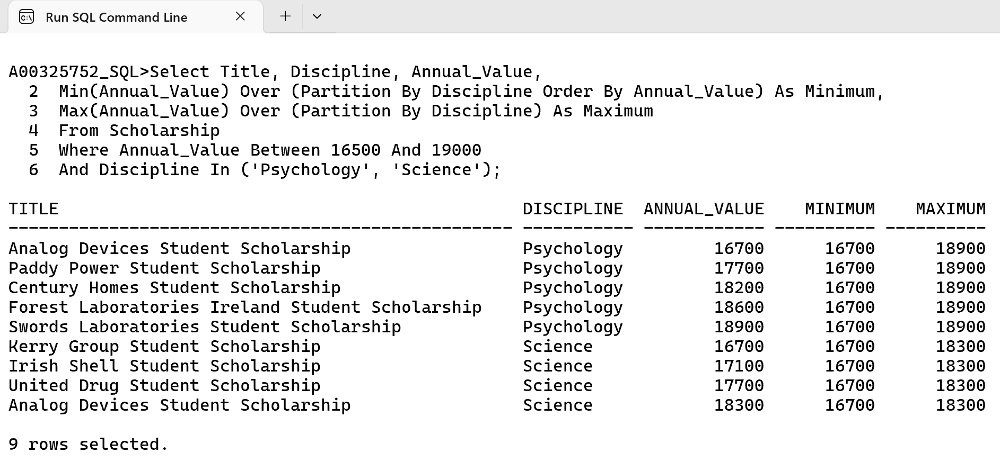 Run SQL Command Line
A00325752_SQL>Select Title, Discipline, Annual_Value,
  2  Min(Annual_Value) Over (Partition By Discipline Order By Annual_Value) As Minimum,
  3  Max(Annual_Value) Over (Partition By Discipline) As Maximum
  4  From Scholarship
  5  Where Annual_Value Between 16500 And 19000
  6  And Discipline In ('Psychology', 'Science');
TITLE                                              DISCIPLINE  ANNUAL_VALUE    MINIMUM    MAXIMUM
-------------------------------------------------- ----------- ------------ ---------- ----------
Analog Devices Student Scholarship                 Psychology         16700      16700      18900
Paddy Power Student Scholarship                    Psychology         17700      16700      18900
Century Homes Student Scholarship                  Psychology         18200      16700      18900
Forest Laboratories Ireland Student Scholarship    Psychology         18600      16700      18900
Swords Laboratories Student Scholarship            Psychology         18900      16700      18900
Kerry Group Student Scholarship                    Science            16700      16700      18300
Irish Shell Student Scholarship                    Science            17100      16700      18300
United Drug Student Scholarship                    Science            17700      16700      18300
Analog Devices Student Scholarship                 Science            18300      16700      18300
9 rows selected.